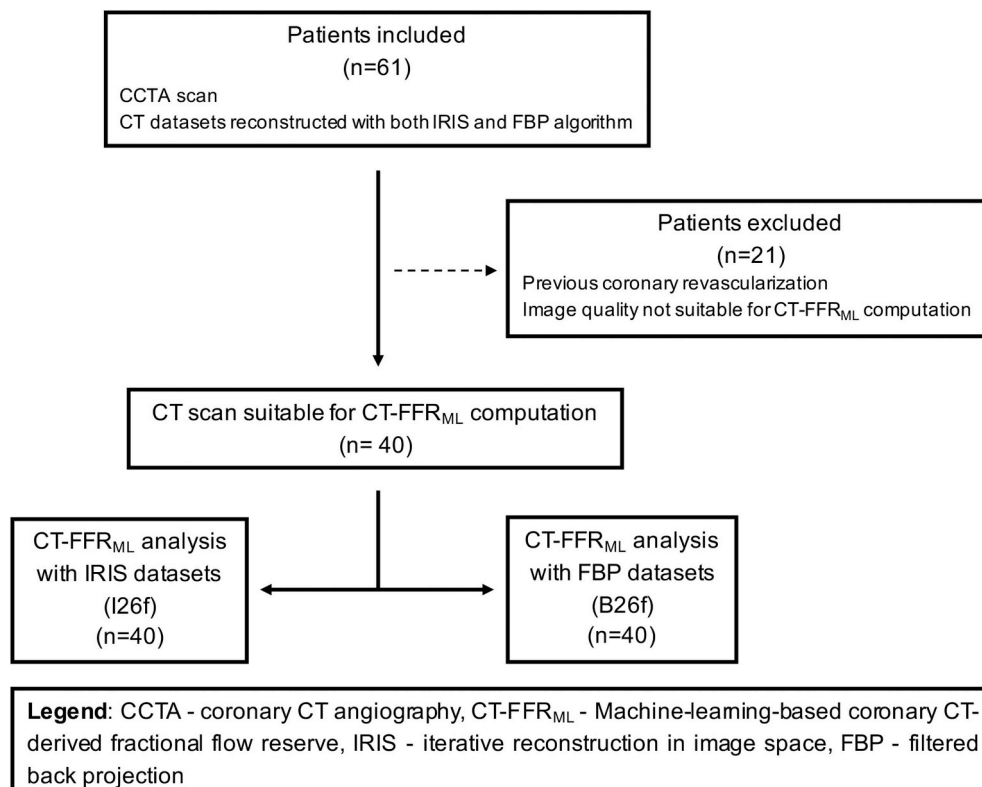 Patients included
(n=61)
CCTA scan
CT datasets reconstructed with both IRIS and FBP algorithm
Patients excluded
(n=21)
Previous coronary revascularization
Image quality not suitable for CT-FFRML computation
CT scan suitable for CT-FFRML computation
(n= 40)
CT-FFRML analysis
with IRIS datasets
(I26f)
(n=40)
CT-FFRML analysis
with FBP datasets
(B26f)
(n=40)
Legend: CCTA - coronary CT angiography, CT-FFRML - Machine-learning-based coronary CT-
derived fractional flow reserve, IRIS - iterative reconstruction in image space, FBP - filtered
back projection